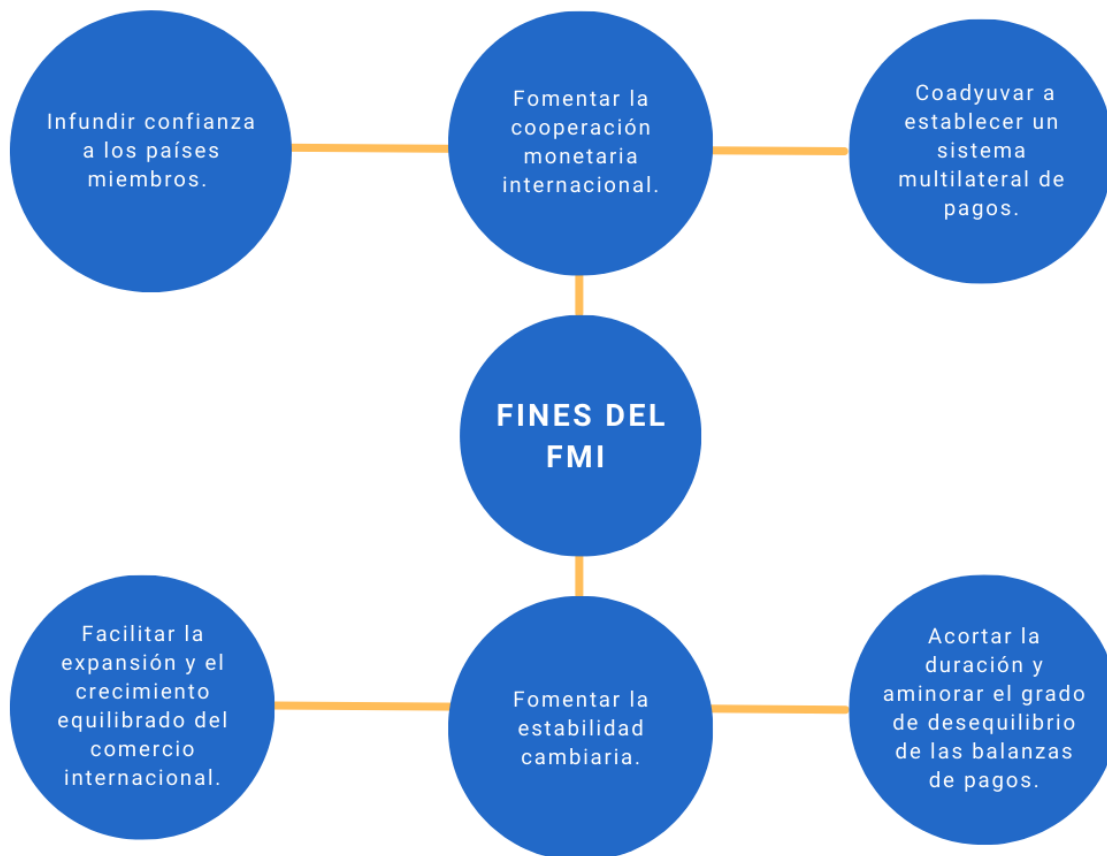 Infundir confianza
a los países
miembros.
Fomentar la
cooperación
monetaria
internacional.
Coadyuvar a
establecer un
sistema
multilateral de
pagos.
FINES DEL
FMI
Facilitar la
expansión y el
crecimiento
equilibrado del
comercio
internacional.
Fomentar la
estabilidad
cambiaria.
Acortar la
duración y
aminorar el grado
de desequilibrio
de las balanzas
de pagos.